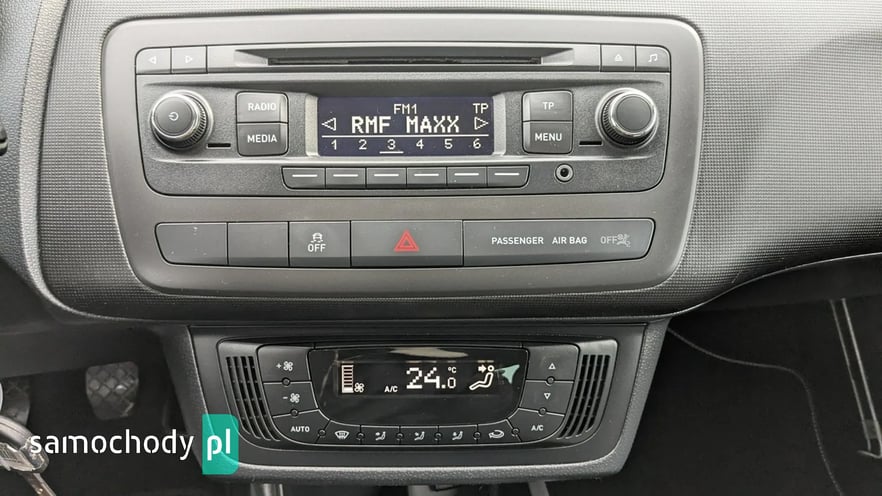 RADIO
MEDIA
FM1 TP
RMF MAXX
1 2 3 4 5 6
TP
MENU
OFF
PASSENGER AIR BAG OFF
A/C 24.0 °C
AUTO
A/C
samochody pl